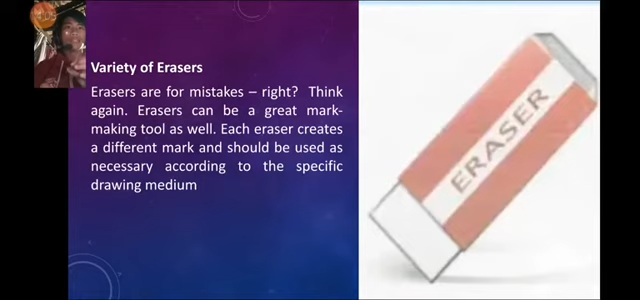 Variety of Erasers
Erasers are for mistakes – right? Think
again. Erasers can be a great mark-
making tool as well. Each eraser creates
a different mark and should be used as
necessary according to the specific
drawing medium
ERASER